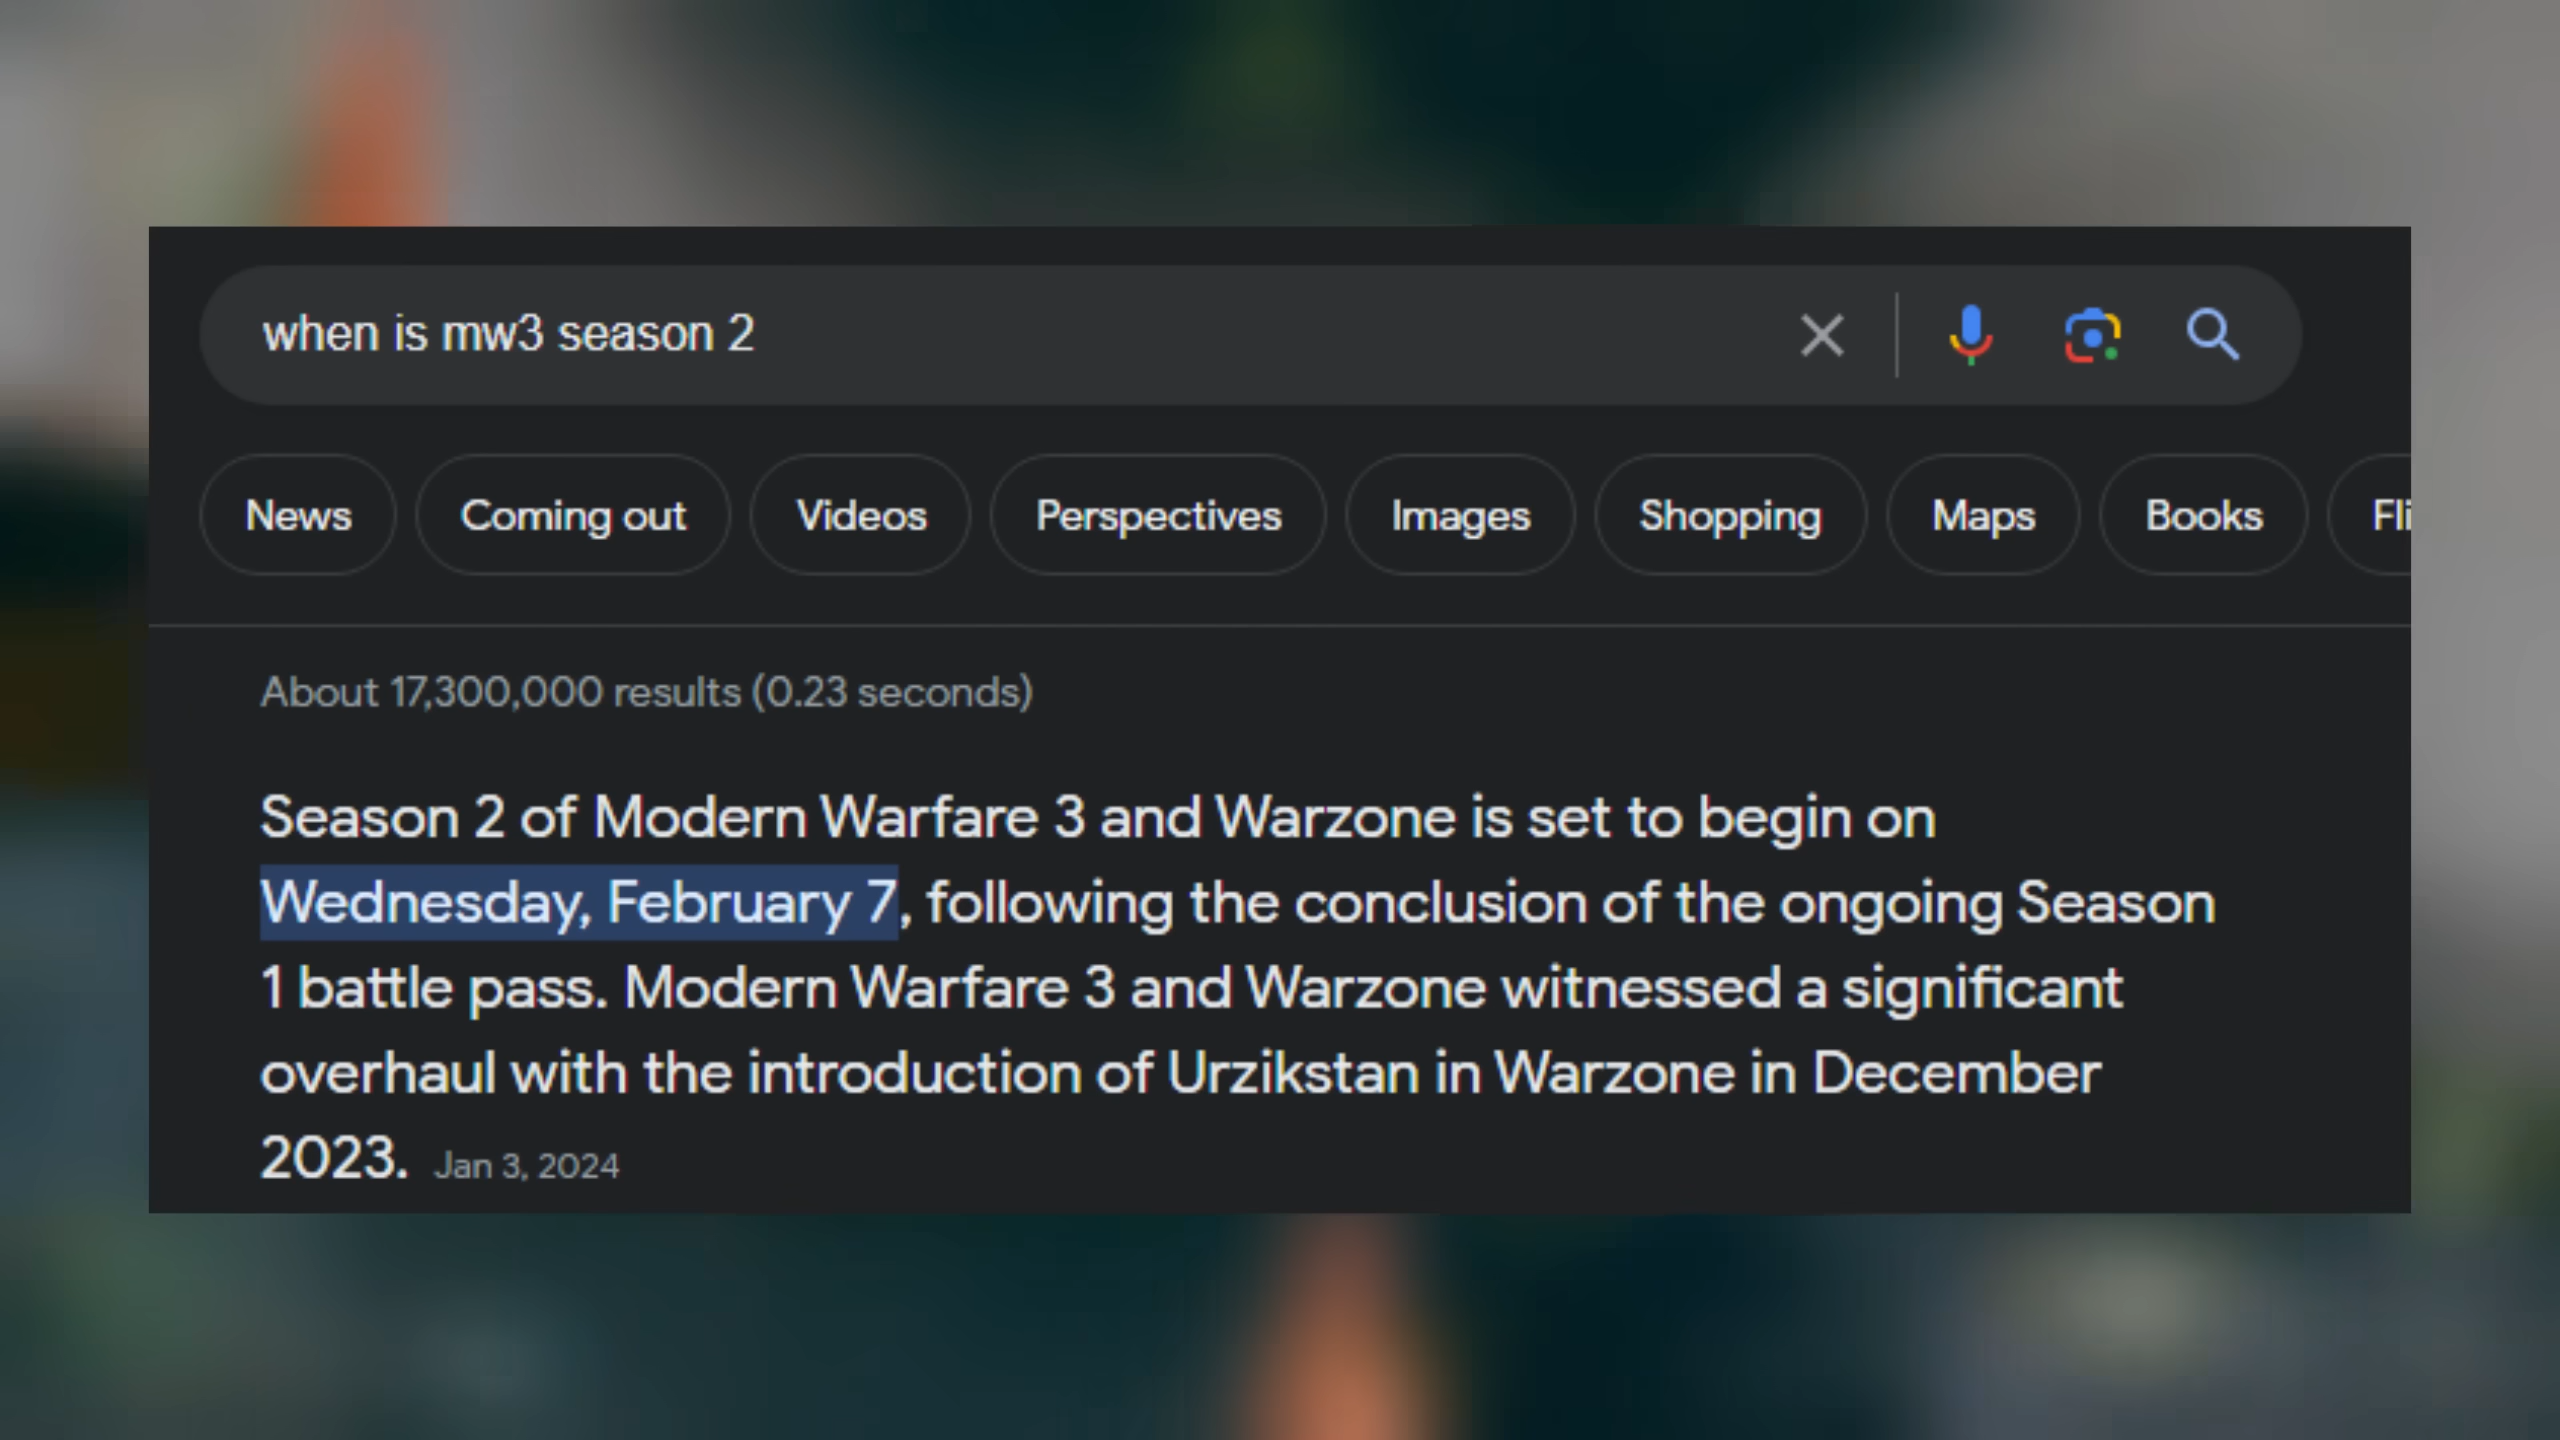 when is mw3 season 2
News Coming out Videos Perspectives Images Shopping Maps Books Fli
About 17,300,000 results (0.23 seconds)
Season 2 of Modern Warfare 3 and Warzone is set to begin on
Wednesday, February 7, following the conclusion of the ongoing Season
1 battle pass. Modern Warfare 3 and Warzone witnessed a significant
overhaul with the introduction of Urzikstan in Warzone in December
2023. Jan 3, 2024